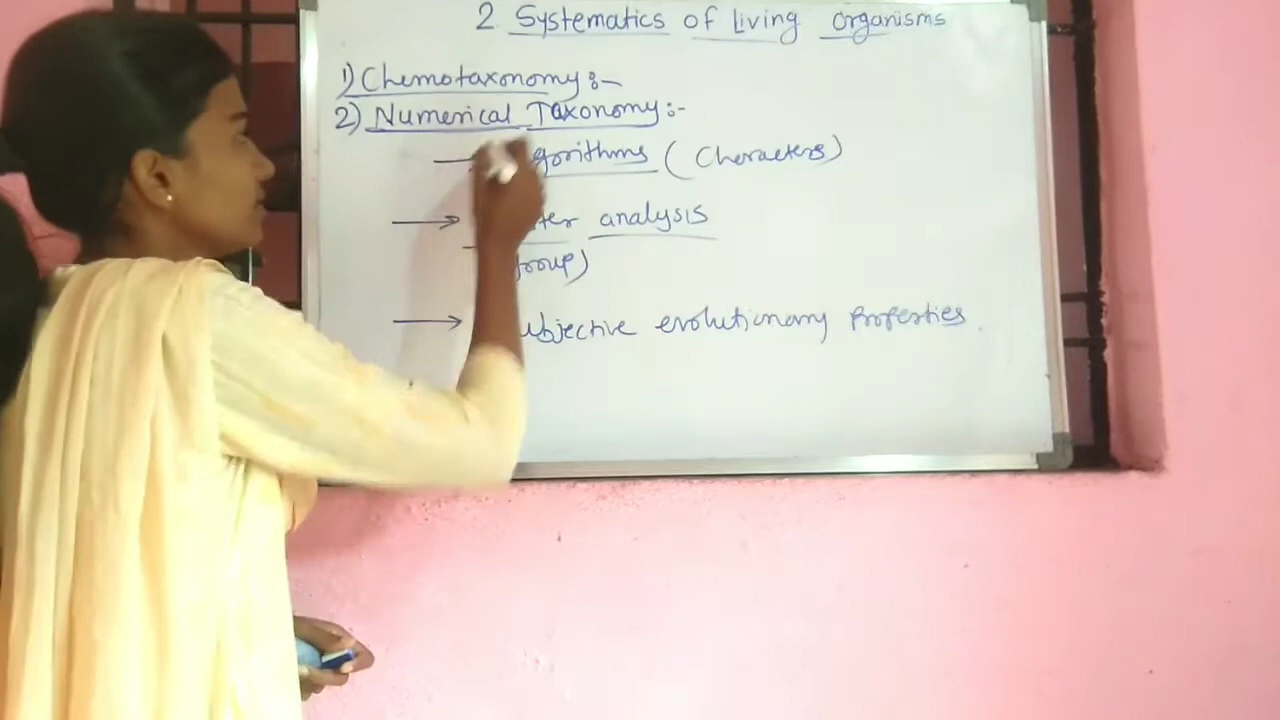 2 Systematics of Living Organisms
1) Chemotaxonomy :-
2) Numerical Taxonomy :-
(Characters)
→ analysis
→ evolutionary Properties